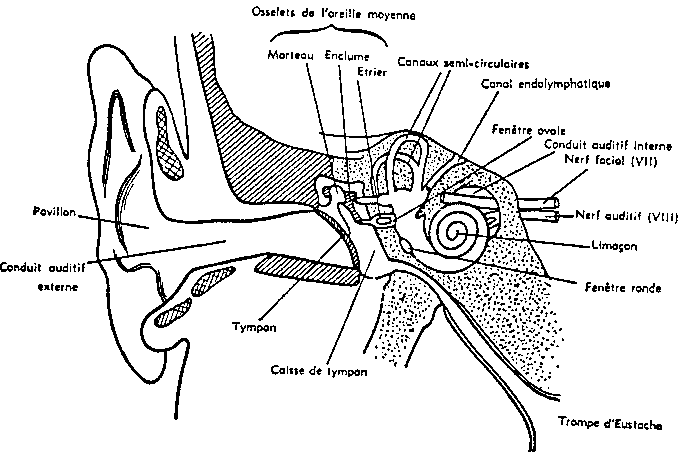 Osselets de l'oreille moyenne
Marteau Enclume
Etrier
Canaux semi-circulaires
Canal endolymphatique
Fenêtre ovale
Conduit auditif interne
Nerf facial (VII)
Pavillon
Nerf auditif (VIII)
Limaçon
Conduit auditif
externe
Fenêtre ronde
Tympan
Caisse de tympan
Trompe d'Eustache